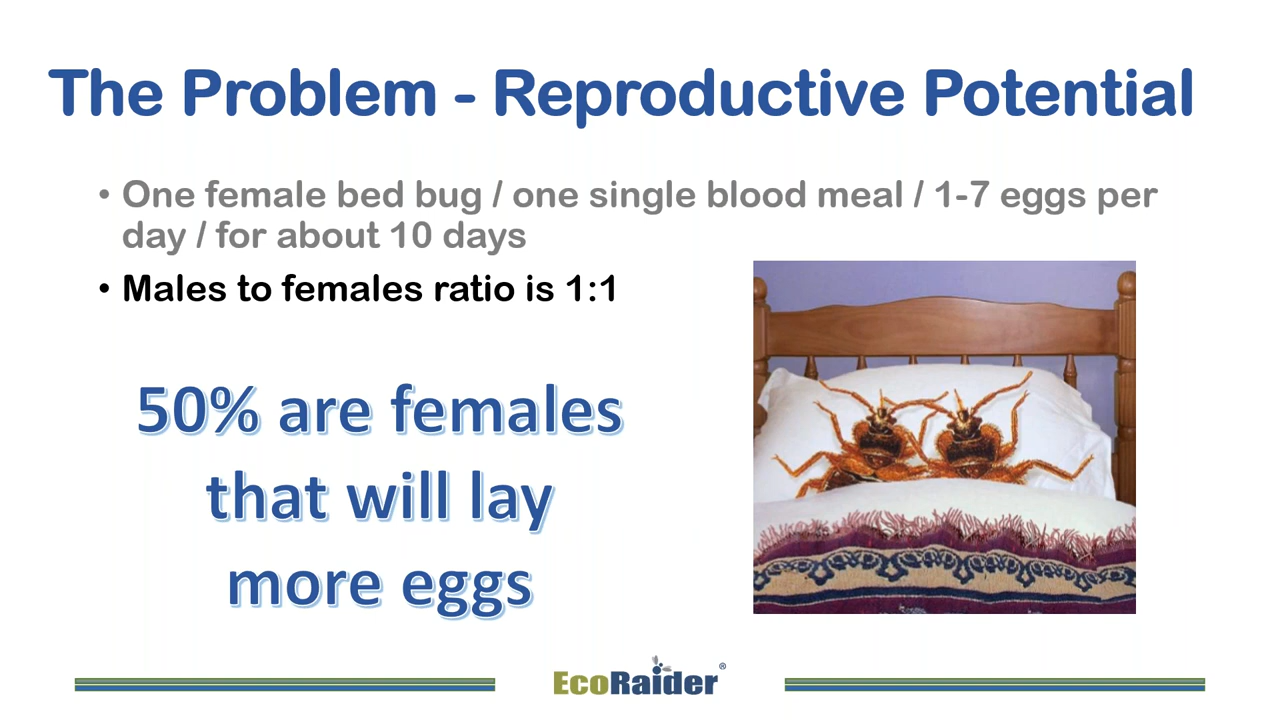 The Problem - Reproductive Potential
• One female bed bug / one single blood meal / 1-7 eggs per
day / for about 10 days
• Males to females ratio is 1:1
50% are females
that will lay
more eggs
EcoRaider®